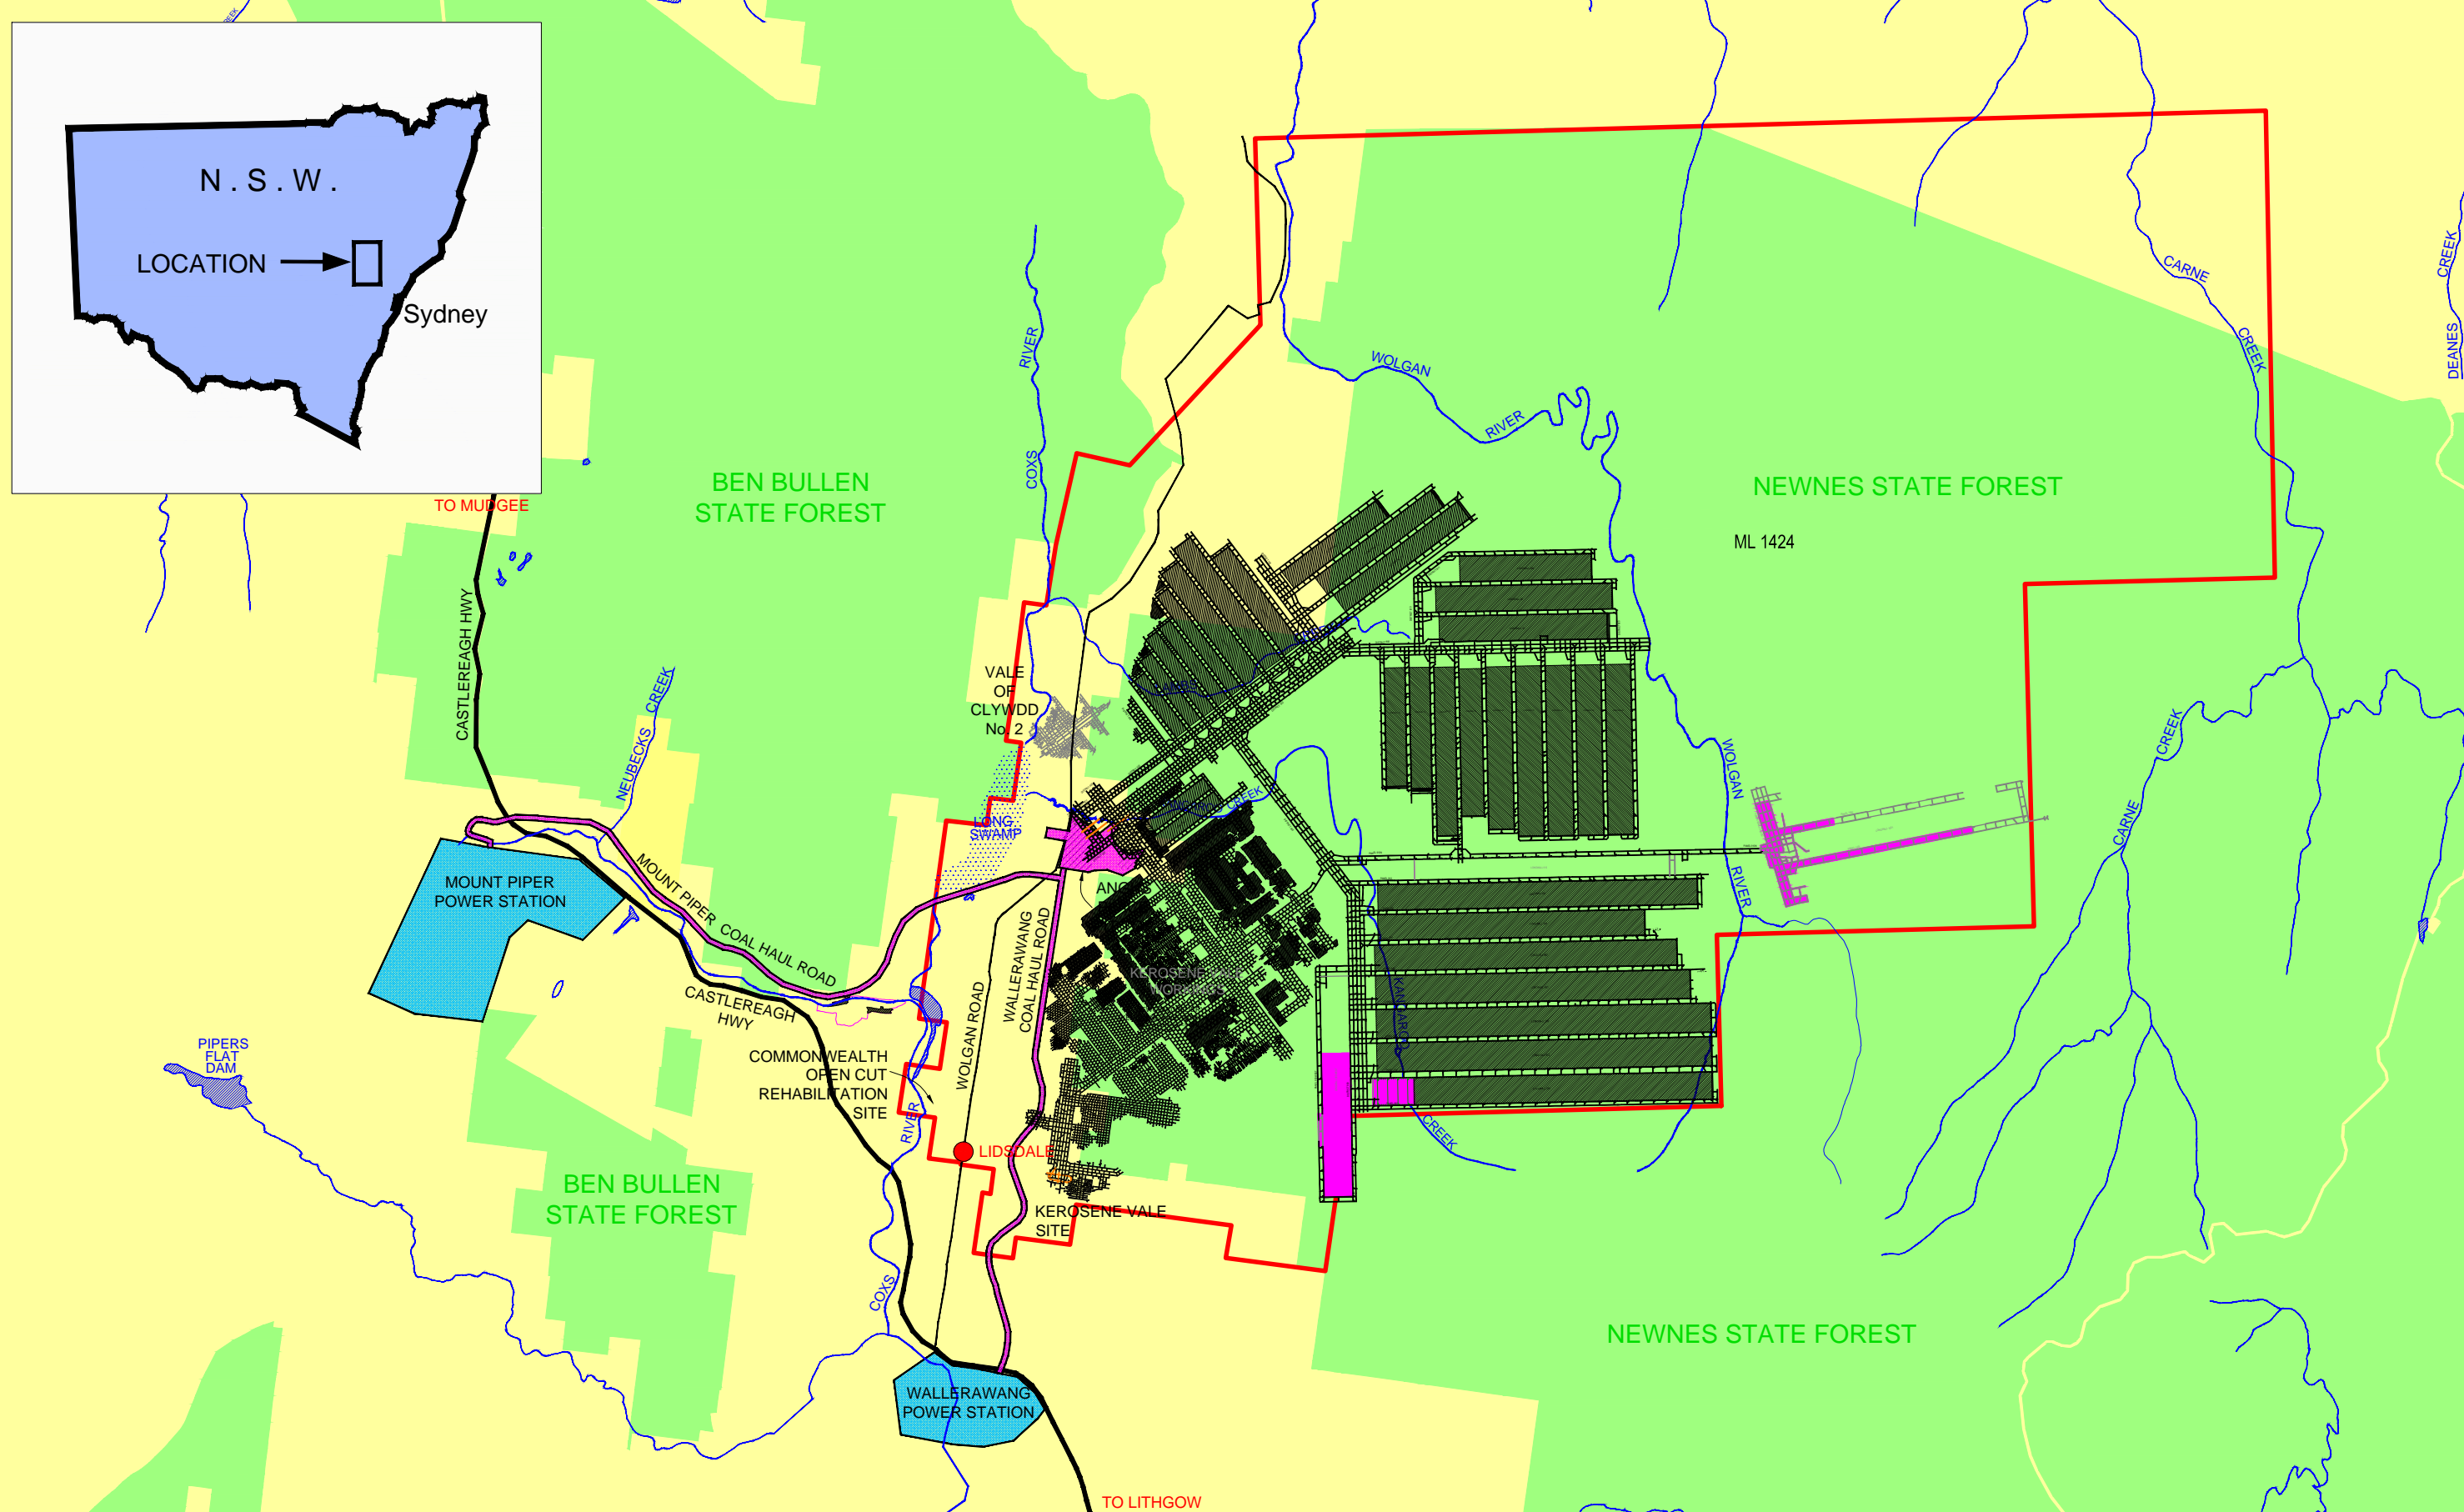 N . S . W .
LOCATION
Sydney
TO MUDGEE
BEN BULLEN
STATE FOREST
COXS
RIVER
WOLGAN
RIVER
CARNE
CREEK
DEANES
CREEK
NEWNES STATE FOREST
ML 1424
CASTLEREAGH HWY
NEUBECKS
CREEK
VALE
OF
CLYWDD
No. 2
LONG
SWAMP
WOLGAN
RIVER
CARNE
CREEK
MOUNT PIPER
POWER STATION
MOUNT PIPER COAL HAUL ROAD
CASTLEREAGH
HWY
WOLGAN ROAD
WALLERAWANG
COAL HAUL ROAD
KEROSENE VALE
KANGAROO
CREEK
CREEK
PIPERS
FLAT
DAM
COMMONWEALTH
OPEN CUT
REHABILITATION
SITE
RIVER
COXS
LIDSDALE
KEROSENE VALE
SITE
BEN BULLEN
STATE FOREST
NEWNES STATE FOREST
WALLERAWANG
POWER STATION
TO LITHGOW